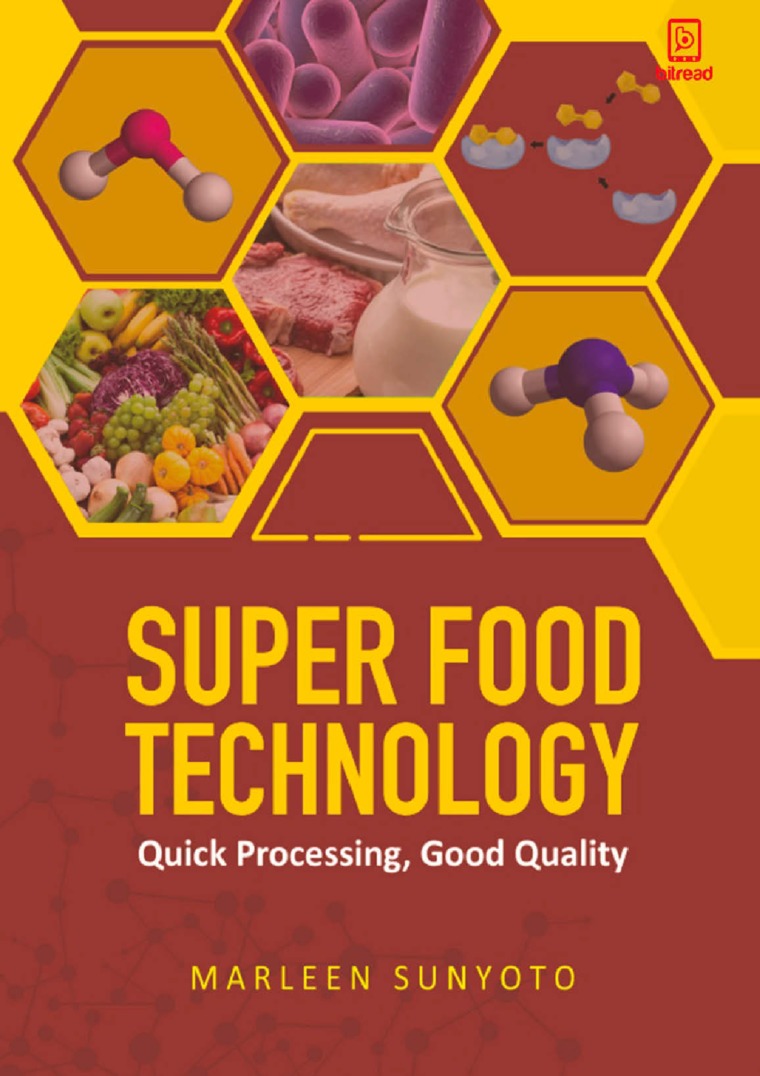 bitread
SUPER FOOD
TECHNOLOGY
Quick Processing, Good Quality
MARLEEN SUNYOTO